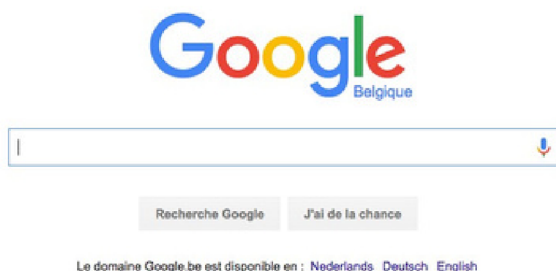 Google
Belgique
Recherche Google J'ai de la chance
Le domaine Google.be est disponible en : Nederlands Deutsch English